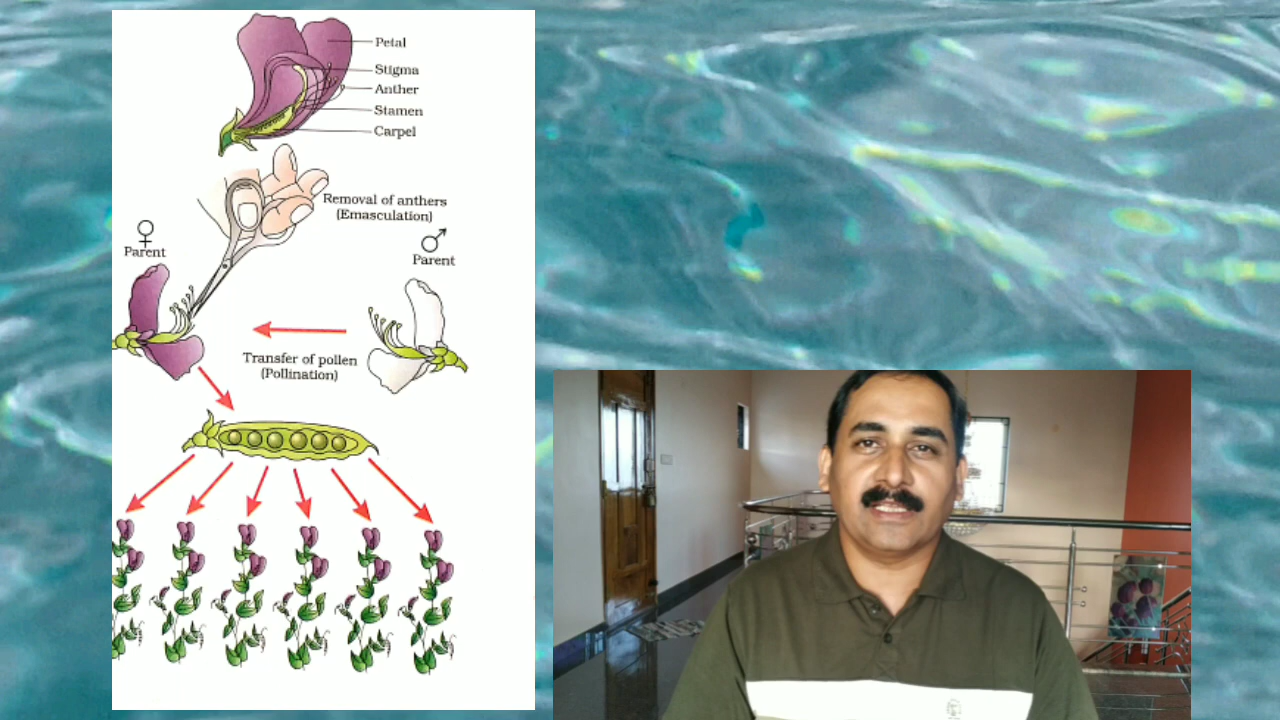 Petal
Stigma
Anther
Stamen
Carpel
Removal of anthers
(Emasculation)
♀
Parent
♂
Parent
Transfer of pollen
(Pollination)